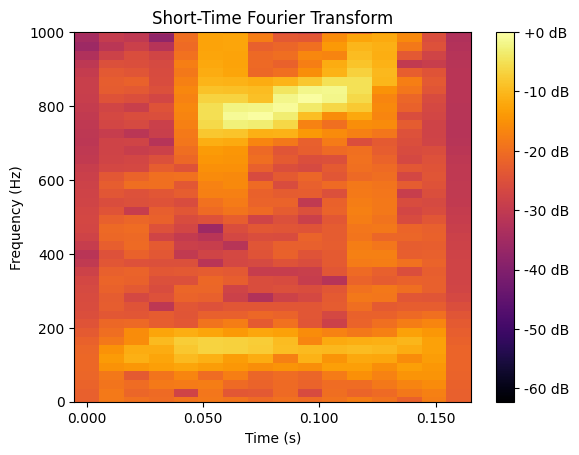 Short-Time Fourier Transform
1000
800
600
400
200
0
Frequency (Hz)
0.000
0.050
0.100
0.150
Time (s)
+0 dB
-10 dB
-20 dB
-30 dB
-40 dB
-50 dB
-60 dB